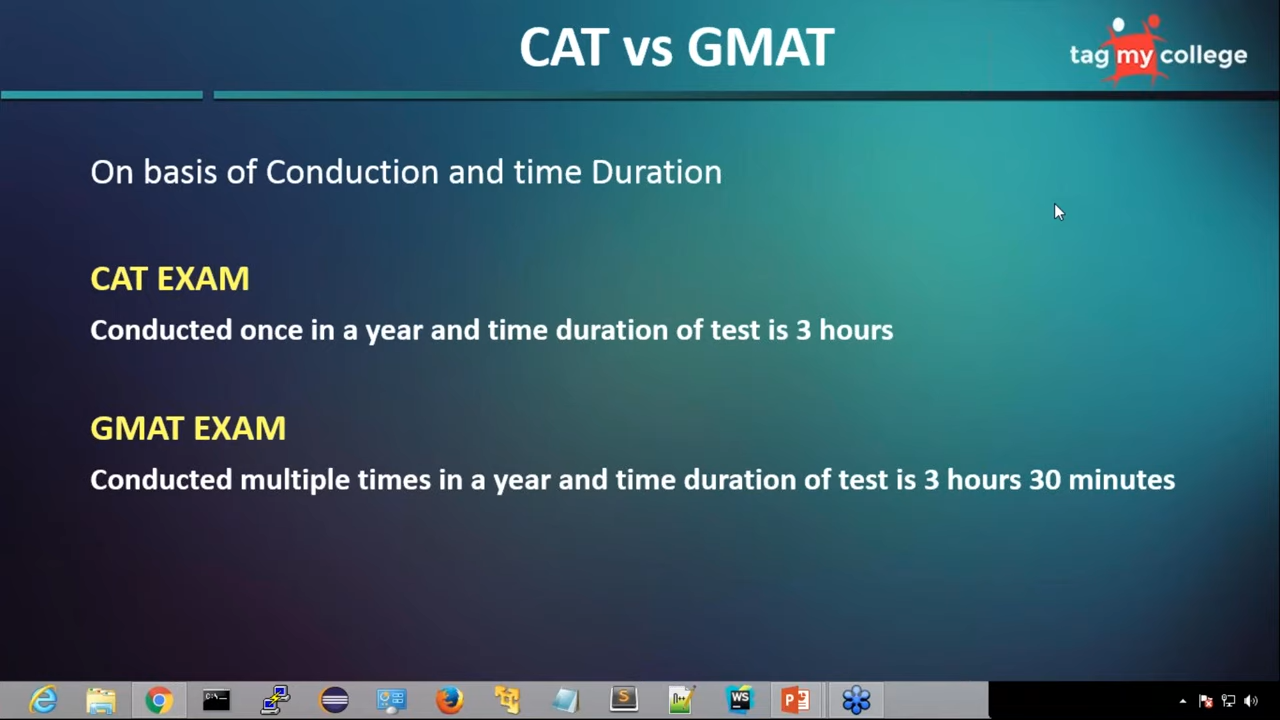 CAT vs GMAT
tag my college
On basis of Conduction and time Duration
CAT EXAM
Conducted once in a year and time duration of test is 3 hours
GMAT EXAM
Conducted multiple times in a year and time duration of test is 3 hours 30 minutes
C:\
S
WS
P